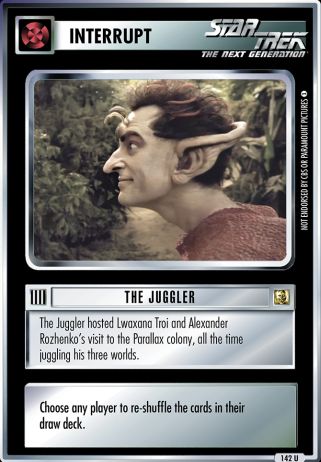 INTERRUPT
STAR TREK
THE NEXT GENERATION®
NOT ENDORSED BY CBS OR PARAMOUNT PICTURES
THE JUGGLER
The Juggler hosted Lwaxana Troi and Alexander
Rozhenko's visit to the Parallax colony, all the time
juggling his three worlds.
Choose any player to re-shuffle the cards in their
draw deck.
142 U